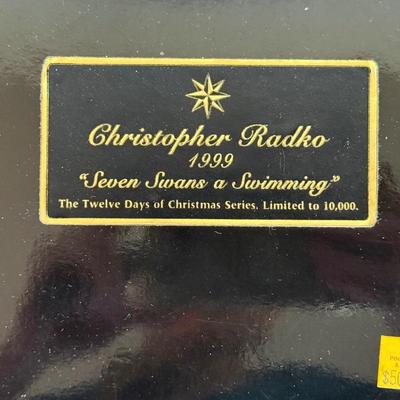 Christopher Radko
1999
"Seven Swans a Swimming"
The Twelve Days of Christmas Series. Limited to 10,000.